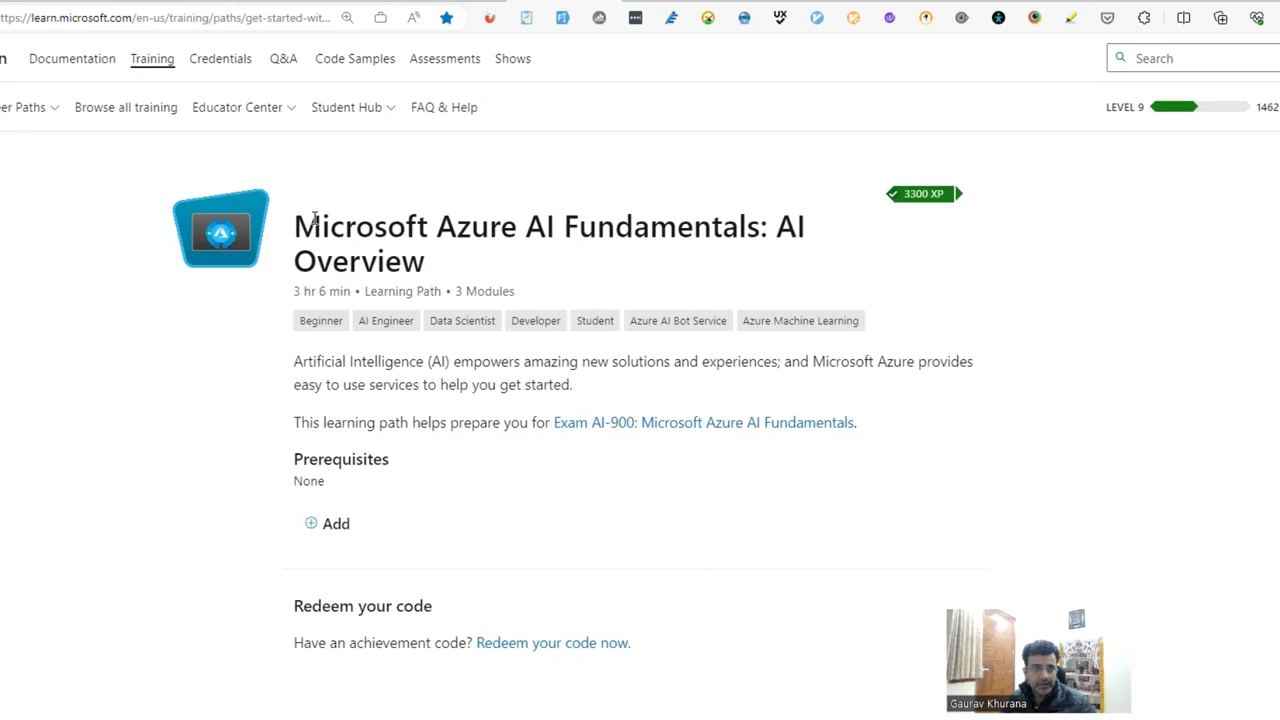 ttps://learn.microsoft.com/en-us/training/paths/get-started-wit...
n Documentation Training Credentials Q&A Code Samples Assessments Shows Search
er Paths Browse all training Educator Center Student Hub FAQ & Help LEVEL 9 1462
3300 XP
Microsoft Azure AI Fundamentals: AI
Overview
3 hr 6 min • Learning Path • 3 Modules
Beginner AI Engineer Data Scientist Developer Student Azure AI Bot Service Azure Machine Learning
Artificial Intelligence (AI) empowers amazing new solutions and experiences; and Microsoft Azure provides
easy to use services to help you get started.
This learning path helps prepare you for Exam AI-900: Microsoft Azure AI Fundamentals.
Prerequisites
None
Add
Redeem your code
Have an achievement code? Redeem your code now.
Gaurav Khurana